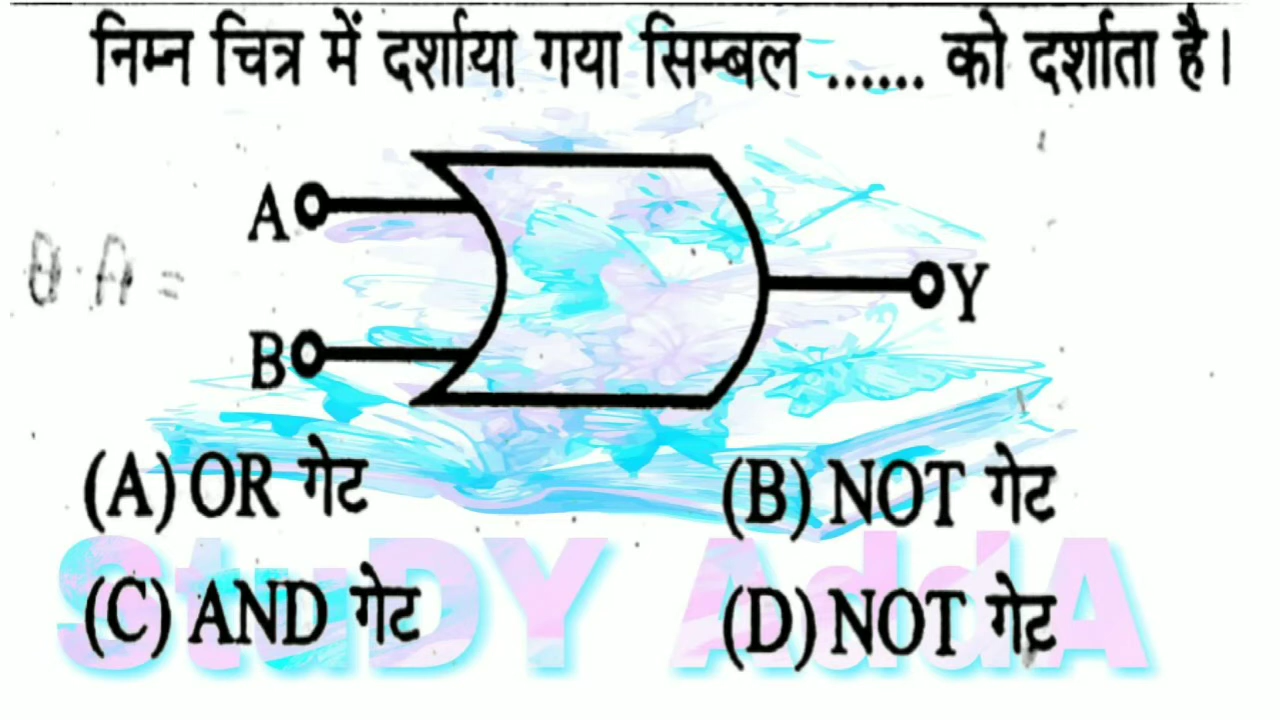 निम्न चित्र में दर्शाया गया सिम्बल ...... को दर्शाता है।
A
B
Y
(A) OR गेट
(B) NOT गेट
(C) AND गेट
(D) NOT गेट
StuDY AddA